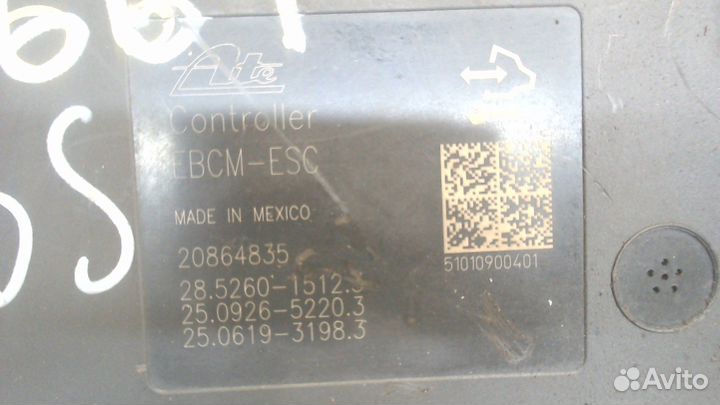 Ate
Controller
EBCM-ESC
MADE IN MEXICO
20864835
51010900401
28.5260-1512.3
25.0926-5220.3
25.0619-3198.3
Avito